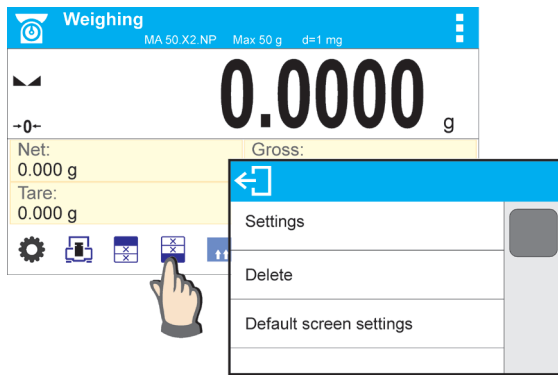 Weighing
MA 50.X2.NP Max 50 g d=1 mg
0.0000 g
→0←
Net:
0.000 g
Gross:
Tare:
0.000 g
Settings
Delete
Default screen settings